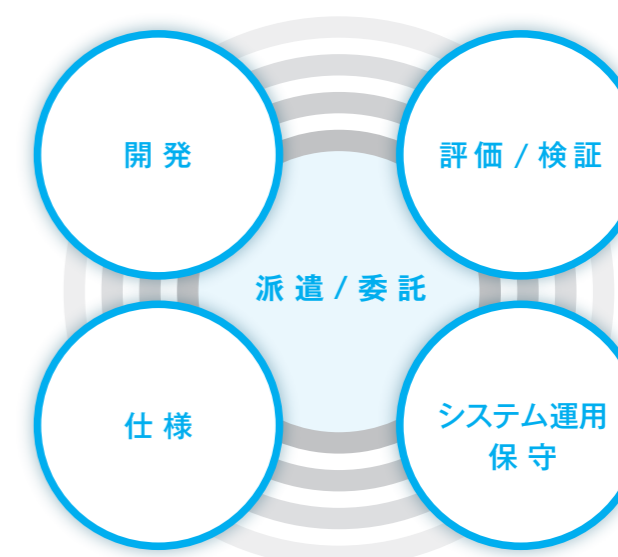 開発
評価 / 検証
派遣 / 委託
仕様
システム運用
保守